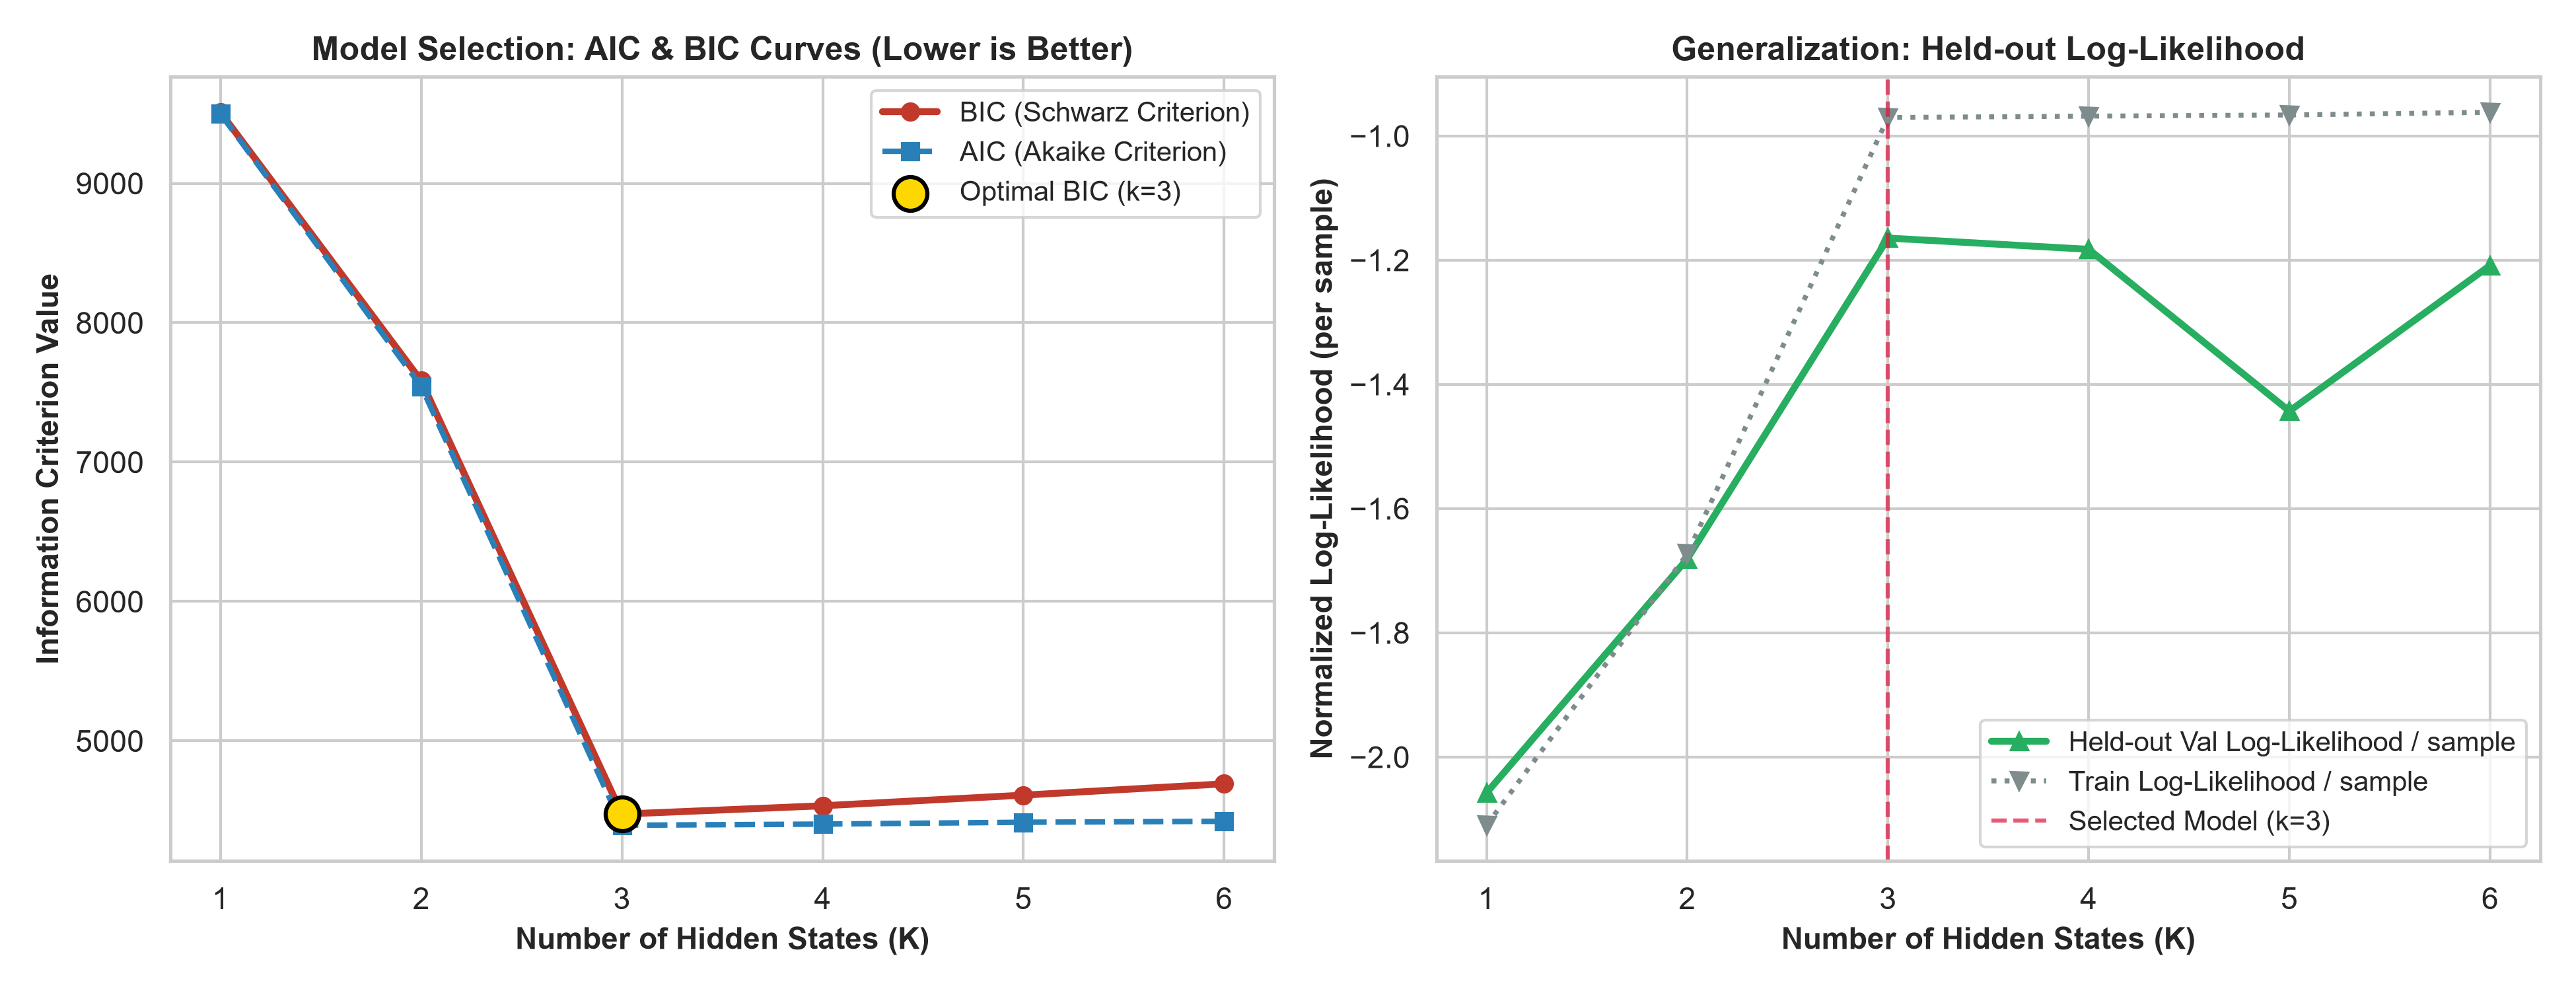 Model Selection: AIC & BIC Curves (Lower is Better)
BIC (Schwarz Criterion)
AIC (Akaike Criterion)
Optimal BIC (k=3)
Information Criterion Value
9000
8000
7000
6000
5000
1 2 3 4 5 6
Number of Hidden States (K)
Generalization: Held-out Log-Likelihood
Normalized Log-Likelihood (per sample)
−1.0
−1.2
−1.4
−1.6
−1.8
−2.0
Held-out Val Log-Likelihood / sample
Train Log-Likelihood / sample
Selected Model (k=3)
1 2 3 4 5 6
Number of Hidden States (K)